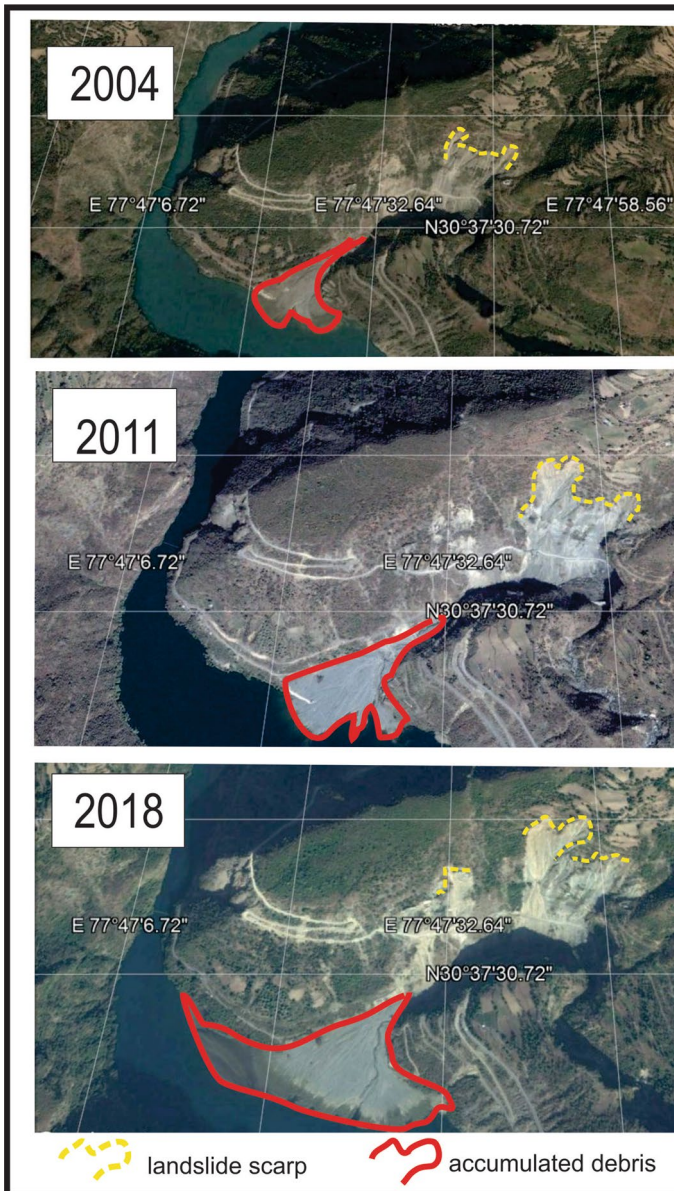 2004
E 77°47'6.72"
E 77°47'32.64"
E 77°47'58.56"
N30°37'30.72"
2011
E 77°47'6.72"
E 77°47'32.64"
N30°37'30.72"
2018
E 77°47'6.72"
E 77°47'32.64"
N30°37'30.72"
landslide scarp
accumulated debris